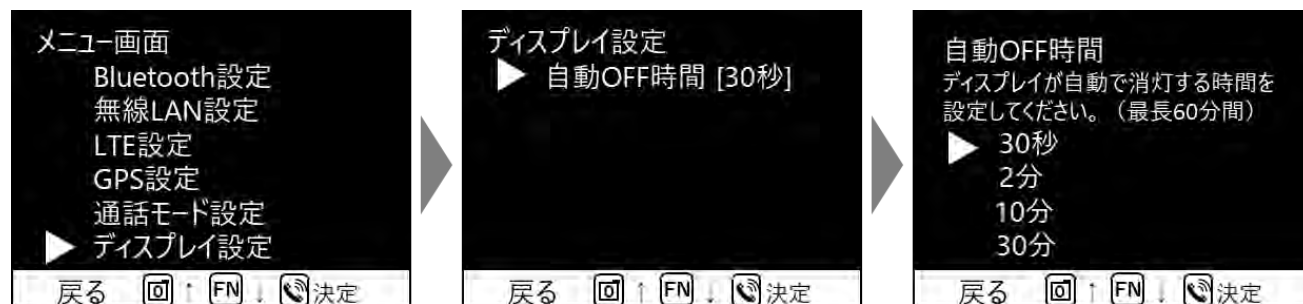 メニュー画面
Bluetooth設定
無線LAN設定
LTE設定
GPS設定
通話モード設定
▶ ディスプレイ設定
戻る ↑ FN ↓ 決定
ディスプレイ設定
▶ 自動OFF時間 [30秒]
戻る ↑ FN ↓ 決定
自動OFF時間
ディスプレイが自動で消灯する時間を
設定してください。（最長60分間）
▶ 30秒
2分
10分
30分
戻る ↑ FN ↓ 決定